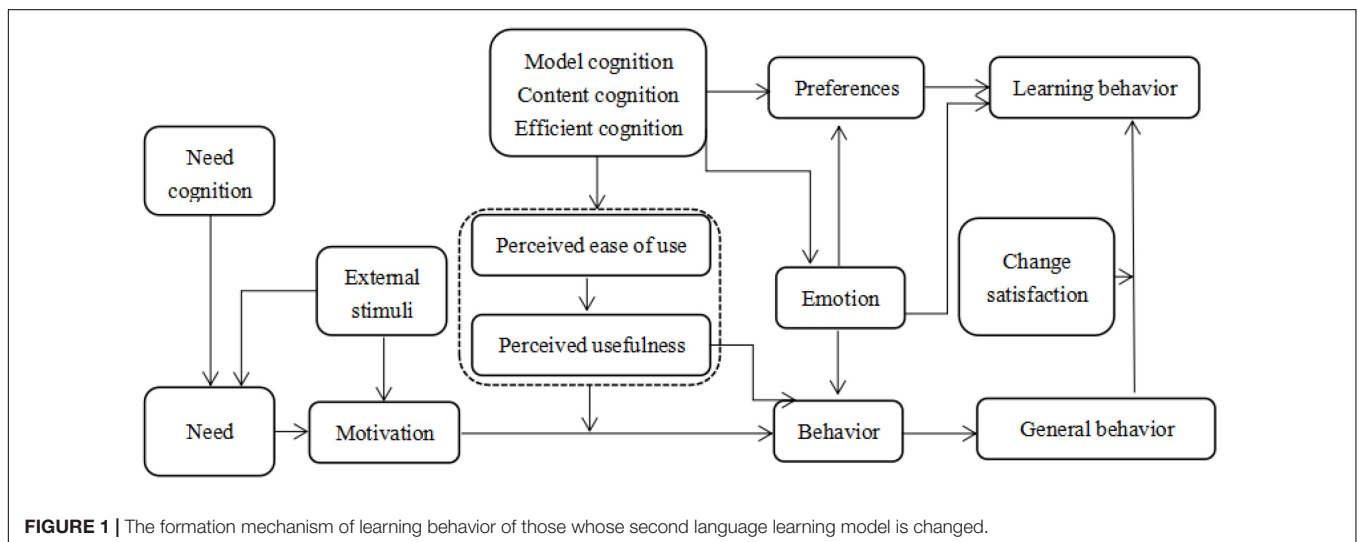 Model cognition
Content cognition
Efficient cognition
Preferences
Learning behavior
Need
cognition
External
stimuli
Perceived ease of use
Perceived usefulness
Emotion
Change
satisfaction
Need
Motivation
Behavior
General behavior
FIGURE 1 | The formation mechanism of learning behavior of those whose second language learning model is changed.